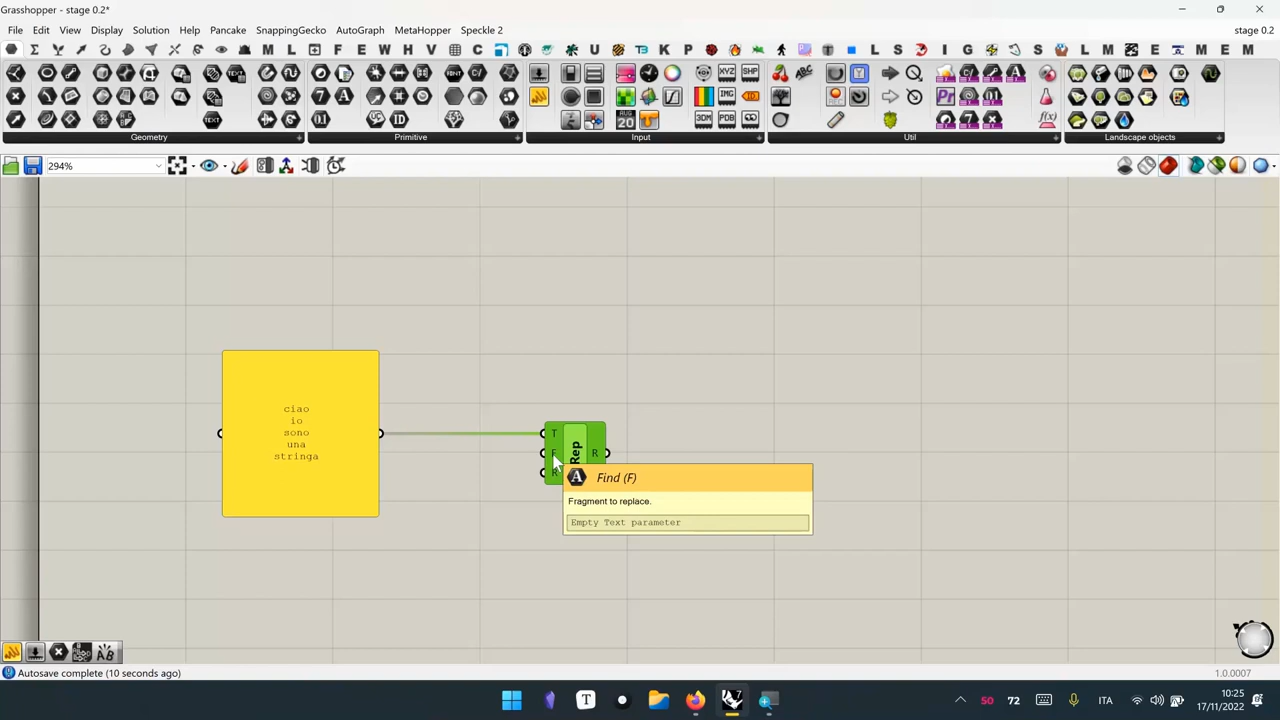 Grasshopper - stage 0.2*
File Edit View Display Solution Help Pancake SnappingGecko AutoGraph MetaHopper Speckle 2
stage 0.2
Geometry
Primitive
Input
Util
Landscape objects
294%
ciao
io
sono
una
stringa
T
F
R
Rep
R
Find (F)
Fragment to replace.
Empty Text parameter
Autosave complete (10 seconds ago)
1.0.0007
50 72 ITA
10:25
17/11/2022